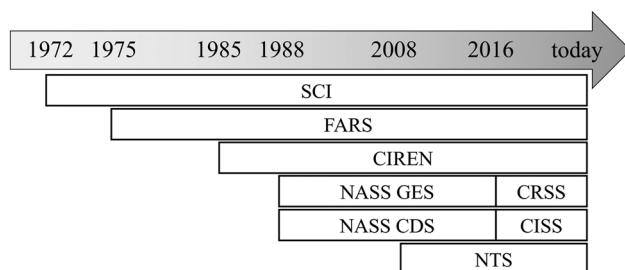 1972 1975 1985 1988 2008 2016 today
SCI
FARS
CIREN
NASS GES CRSS
NASS CDS CISS
NTS